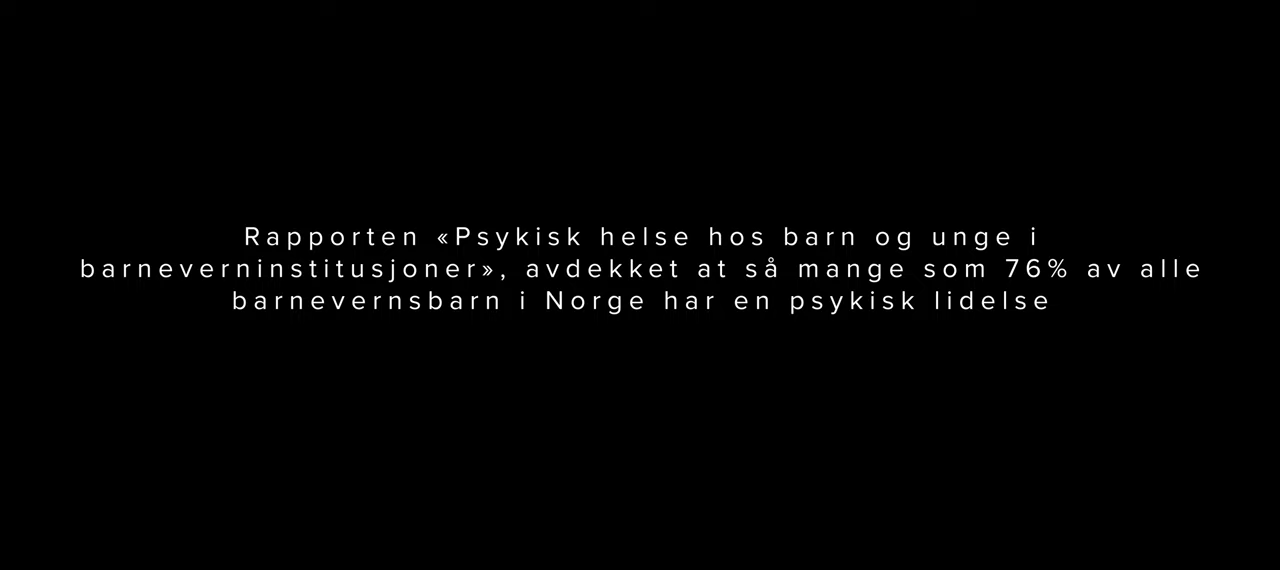 Rapporten «Psykisk helse hos barn og unge i
barneverninstitusjoner», avdekket at så mange som 76% av alle
barnevernsbarn i Norge har en psykisk lidelse